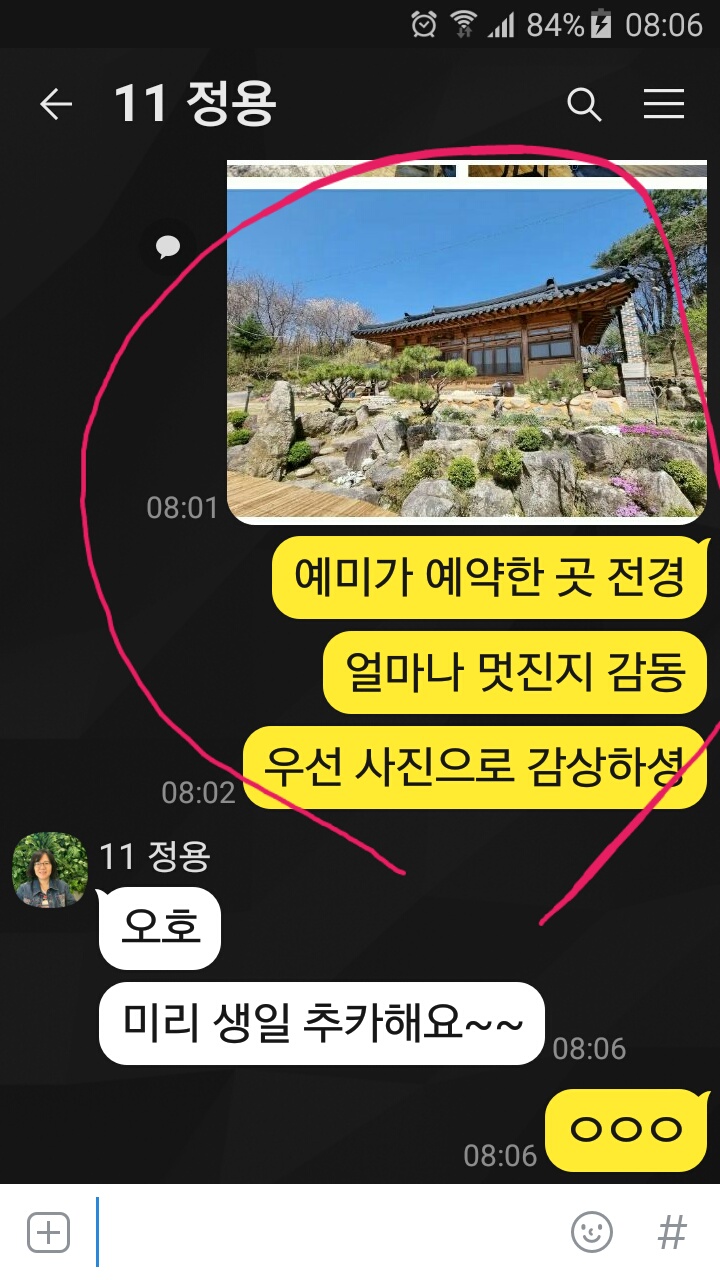 84% 08:06
11 정용
08:01
예미가 예약한 곳 전경
얼마나 멋진지 감동
우선 사진으로 감상하셩
08:02
11 정용
오호
미리 생일 추카해요~~
08:06
ㅇㅇㅇ
08:06
#